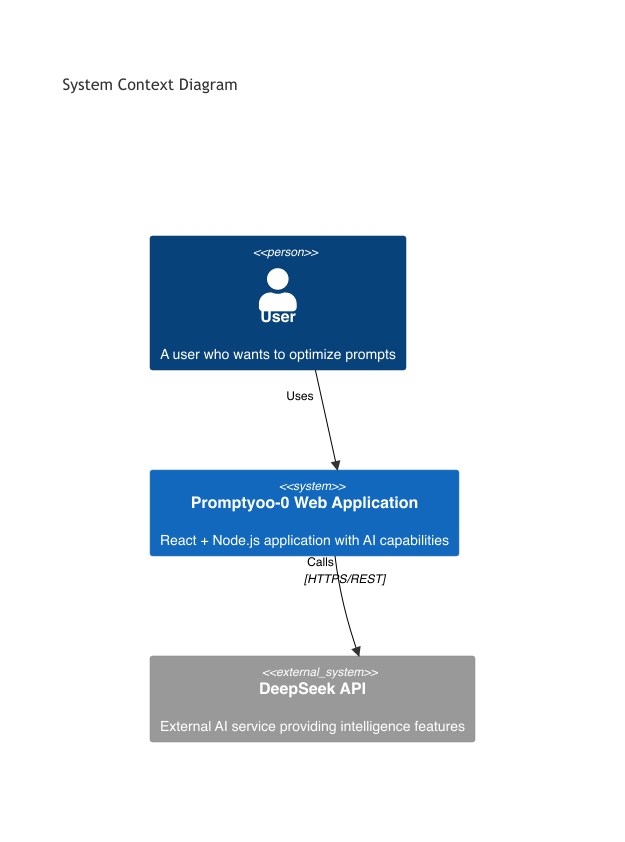 System Context Diagram
<<person>>
User
A user who wants to optimize prompts
Uses
<<system>>
Promptyoo-0 Web Application
React + Node.js application with AI capabilities
Calls
[HTTPS/REST]
<<external_system>>
DeepSeek API
External AI service providing intelligence features